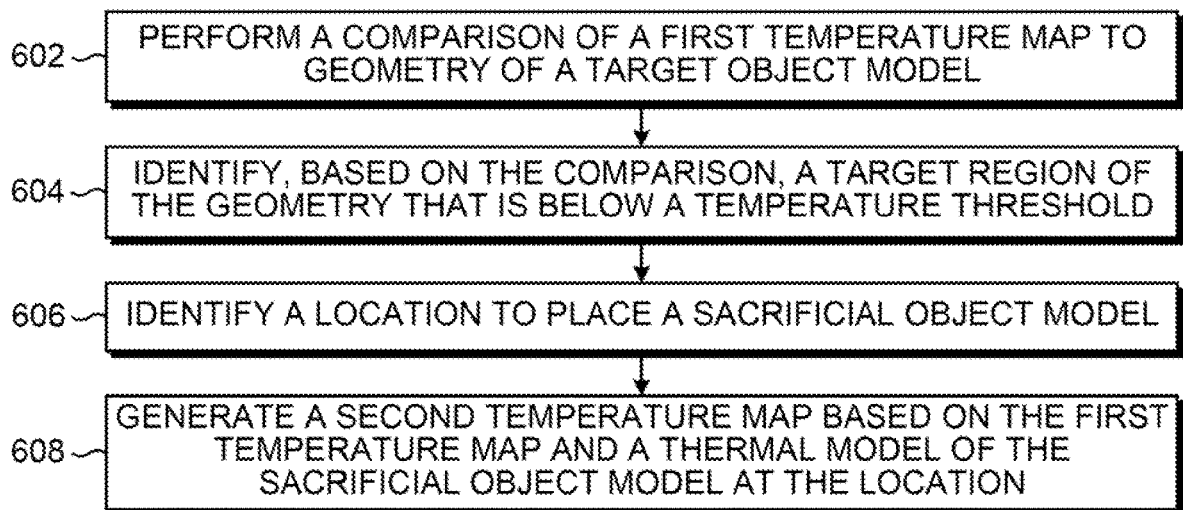 602
PERFORM A COMPARISON OF A FIRST TEMPERATURE MAP TO
GEOMETRY OF A TARGET OBJECT MODEL
604
IDENTIFY, BASED ON THE COMPARISON, A TARGET REGION OF
THE GEOMETRY THAT IS BELOW A TEMPERATURE THRESHOLD
606
IDENTIFY A LOCATION TO PLACE A SACRIFICIAL OBJECT MODEL
608
GENERATE A SECOND TEMPERATURE MAP BASED ON THE FIRST
TEMPERATURE MAP AND A THERMAL MODEL OF THE
SACRIFICIAL OBJECT MODEL AT THE LOCATION